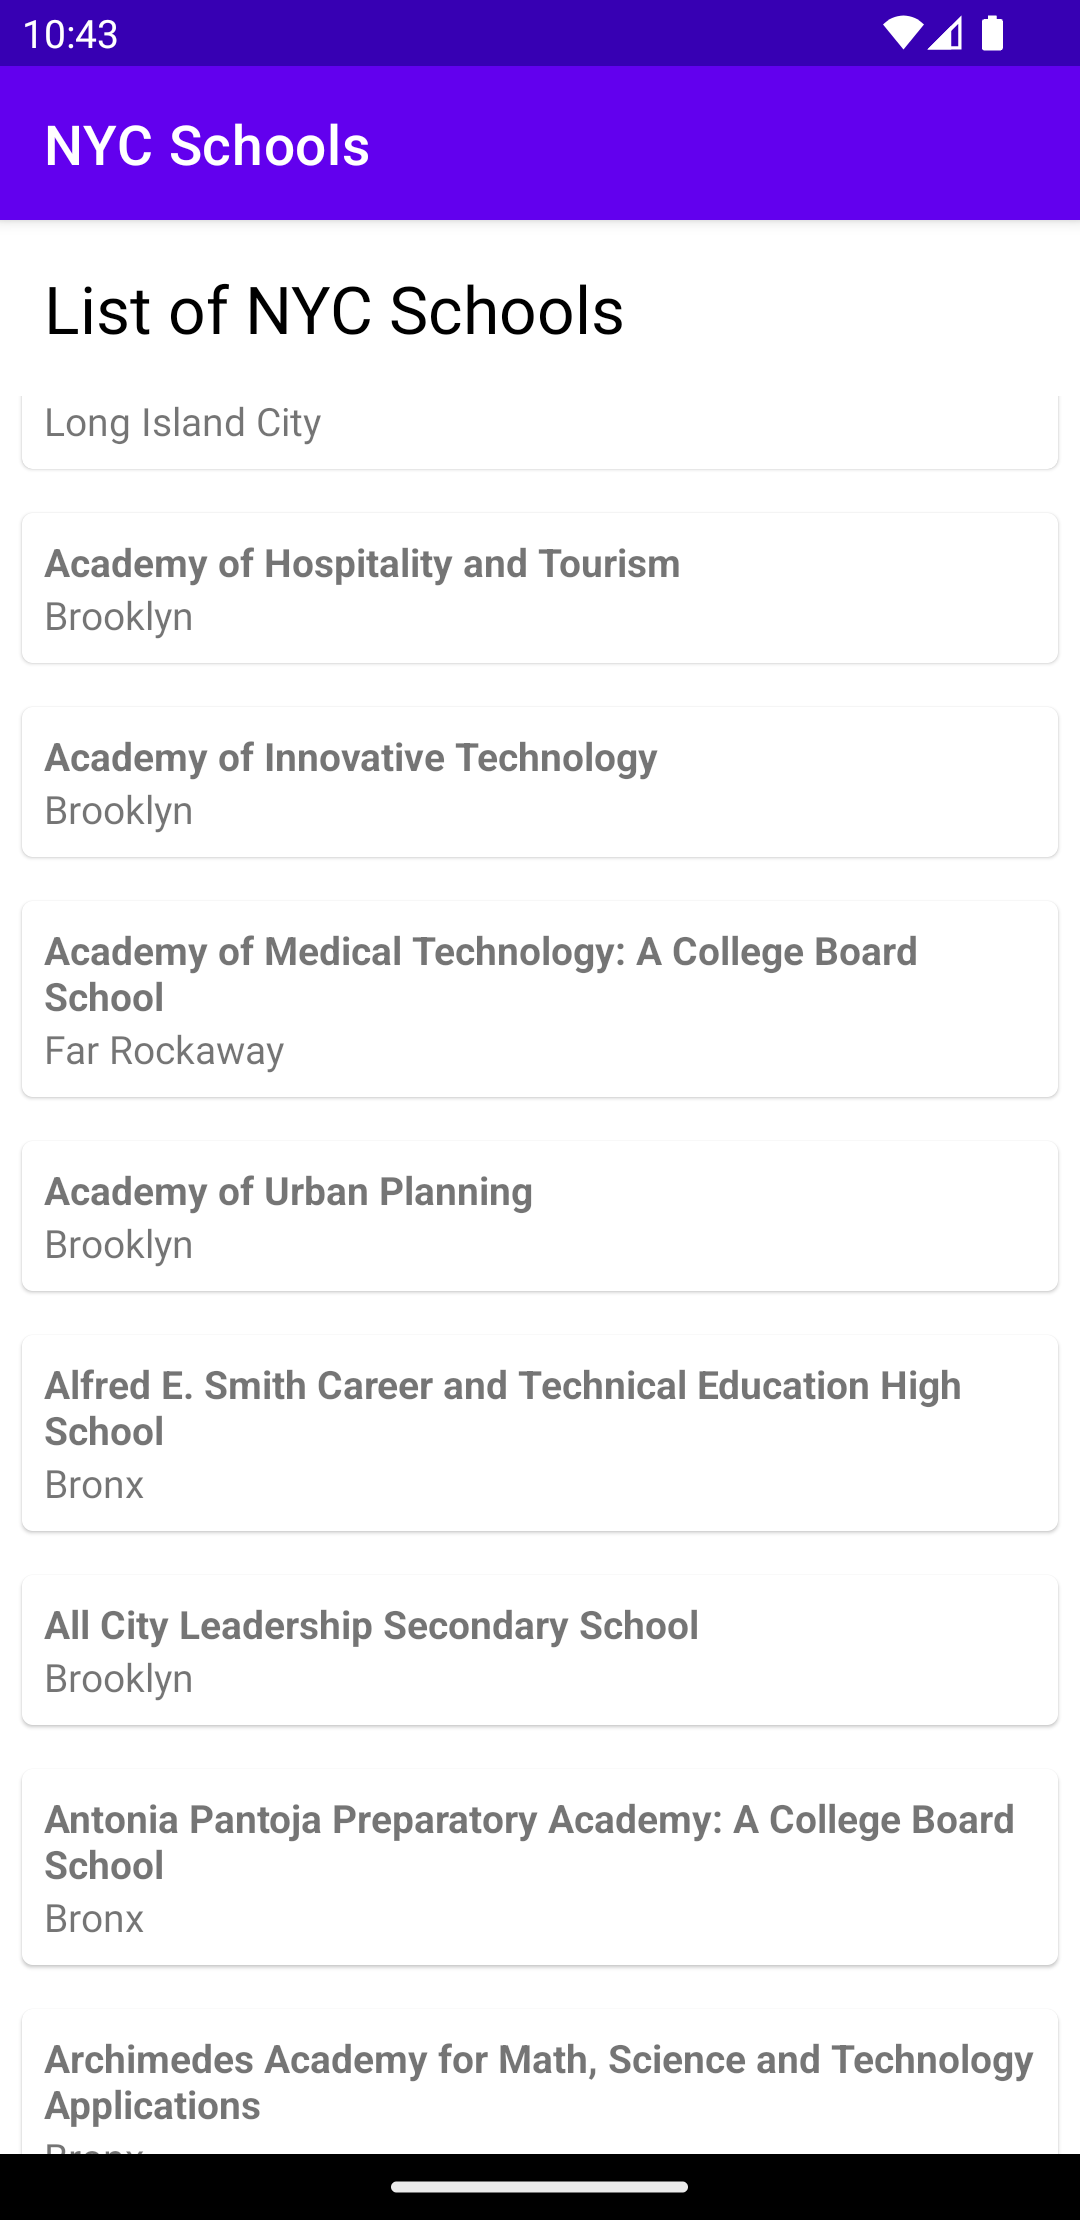 10:43
NYC Schools
List of NYC Schools
Long Island City
Academy of Hospitality and Tourism
Brooklyn
Academy of Innovative Technology
Brooklyn
Academy of Medical Technology: A College Board
School
Far Rockaway
Academy of Urban Planning
Brooklyn
Alfred E. Smith Career and Technical Education High
School
Bronx
All City Leadership Secondary School
Brooklyn
Antonia Pantoja Preparatory Academy: A College Board
School
Bronx
Archimedes Academy for Math, Science and Technology
Applications
Bronx